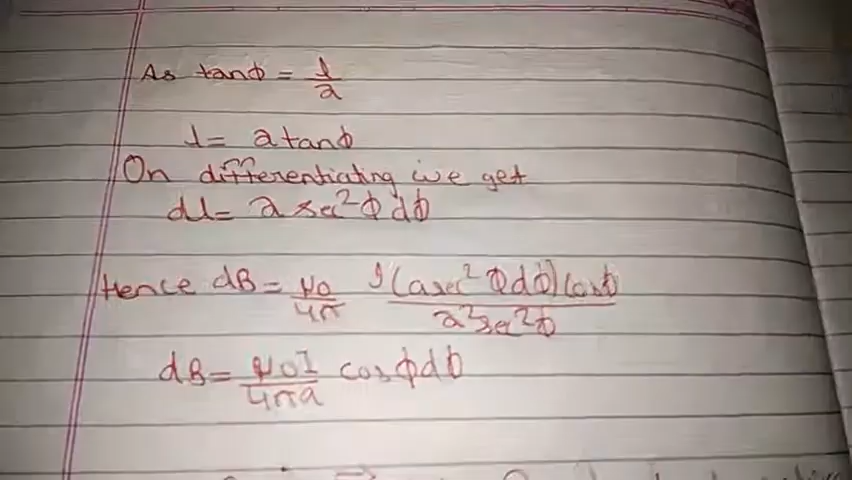 As tanϕ = l/a
l = a tanϕ
On differentiating we get
dl = a sec²ϕ dϕ
Hence dB = μ0/4π I(a sec²ϕ dϕ) cosϕ/a² sec²ϕ
dB = μ0I/4πa cosϕ dϕ